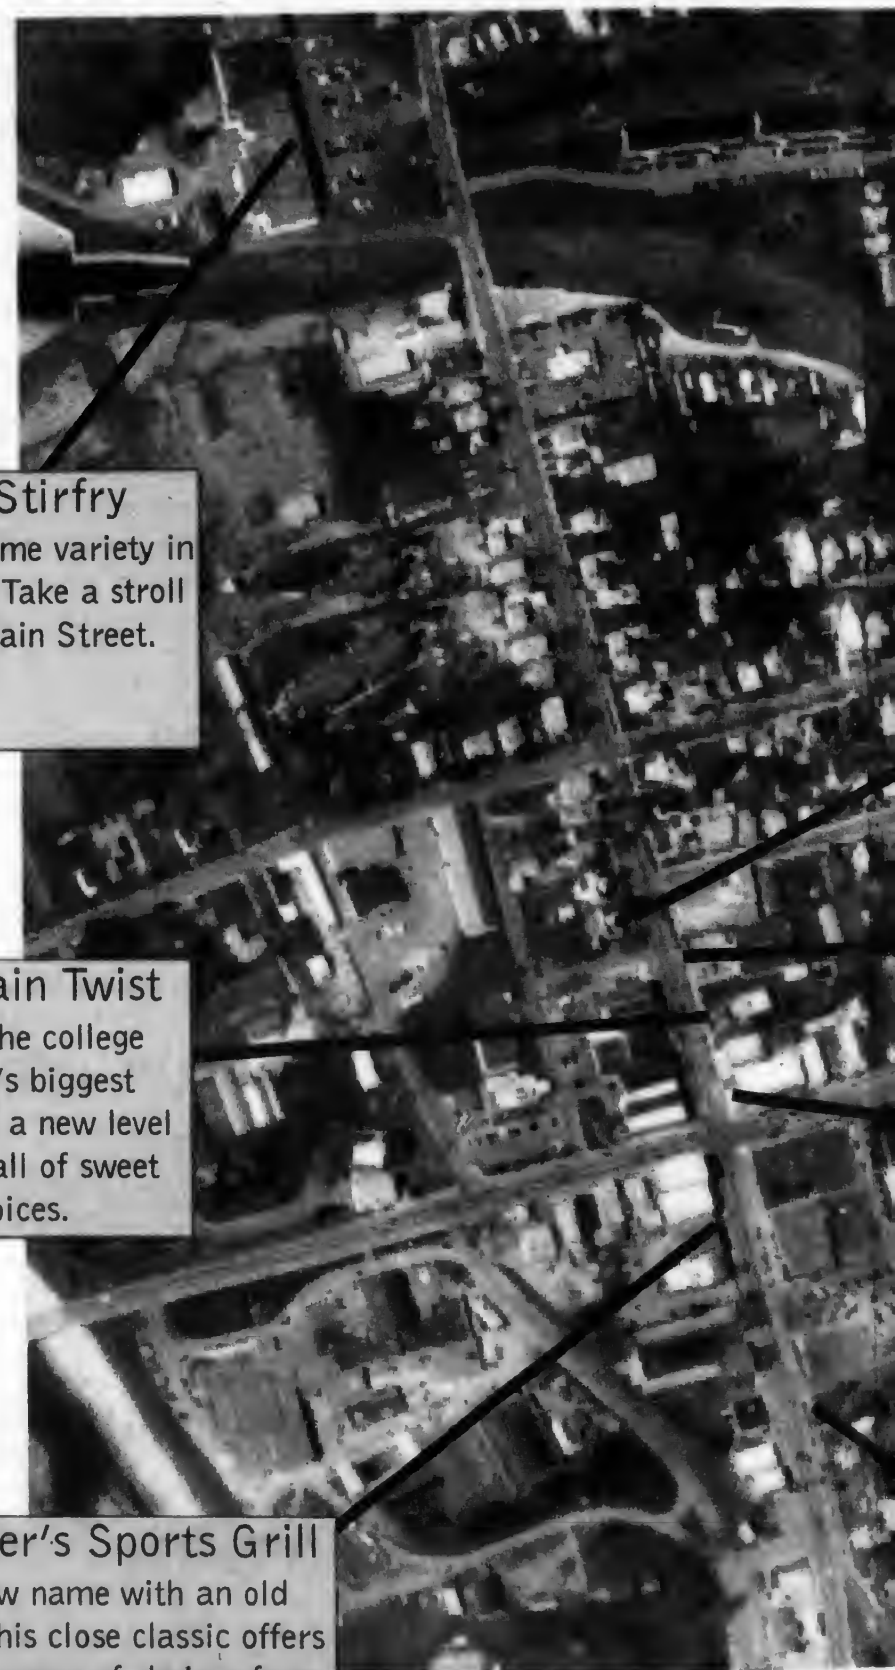 Stirfry
me variety in
Take a stroll
ain Street.
ain Twist
he college
's biggest
a new level
all of sweet
oices.
er's Sports Grill
w name with an old
his close classic offers